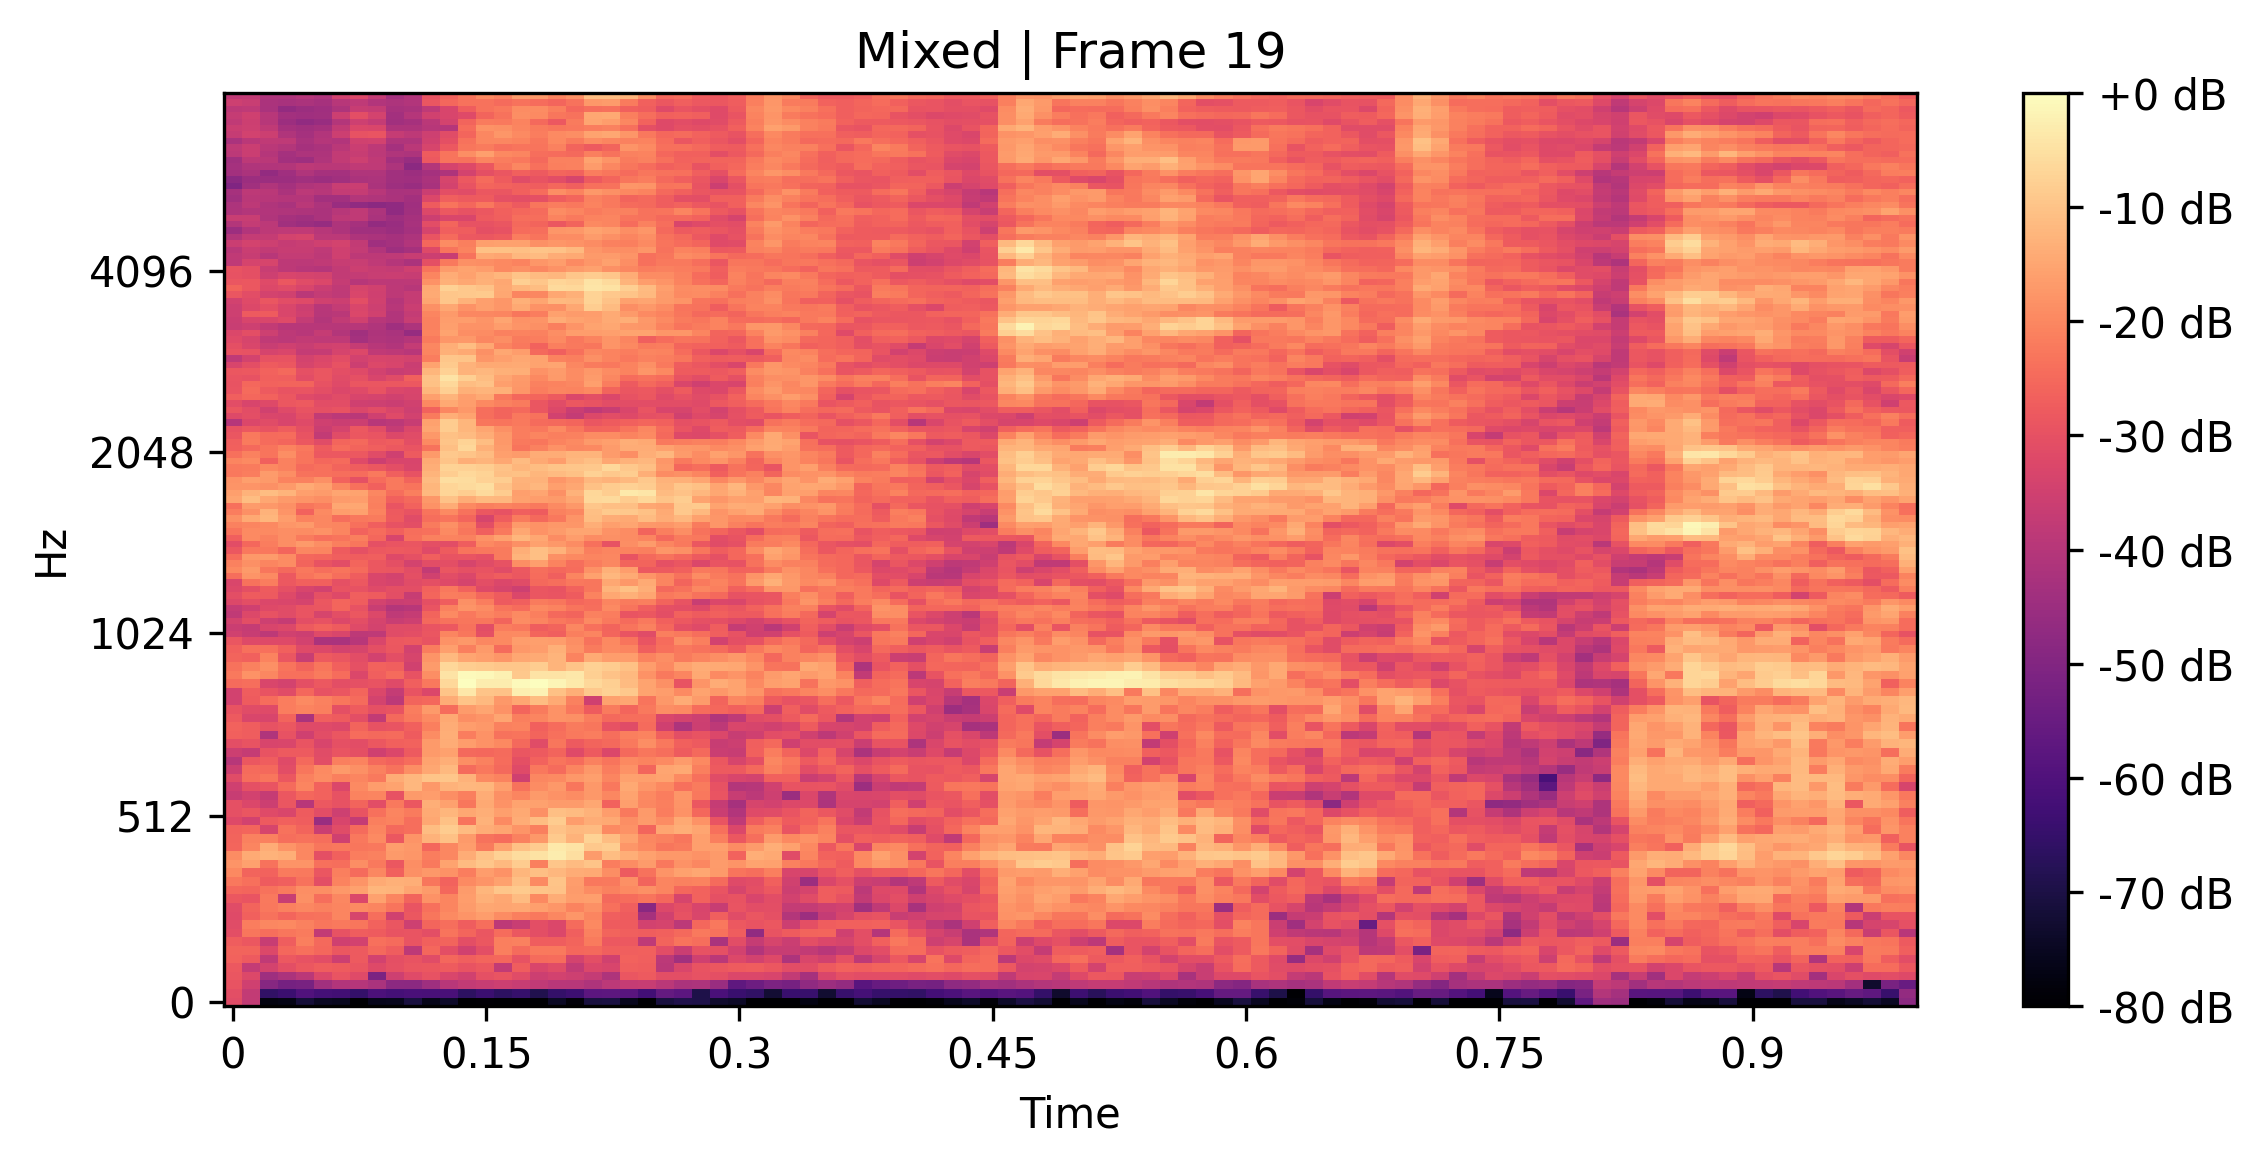 Mixed | Frame 19
Hz
4096
2048
1024
512
0
0 0.15 0.3 0.45 0.6 0.75 0.9
Time
+0 dB
-10 dB
-20 dB
-30 dB
-40 dB
-50 dB
-60 dB
-70 dB
-80 dB